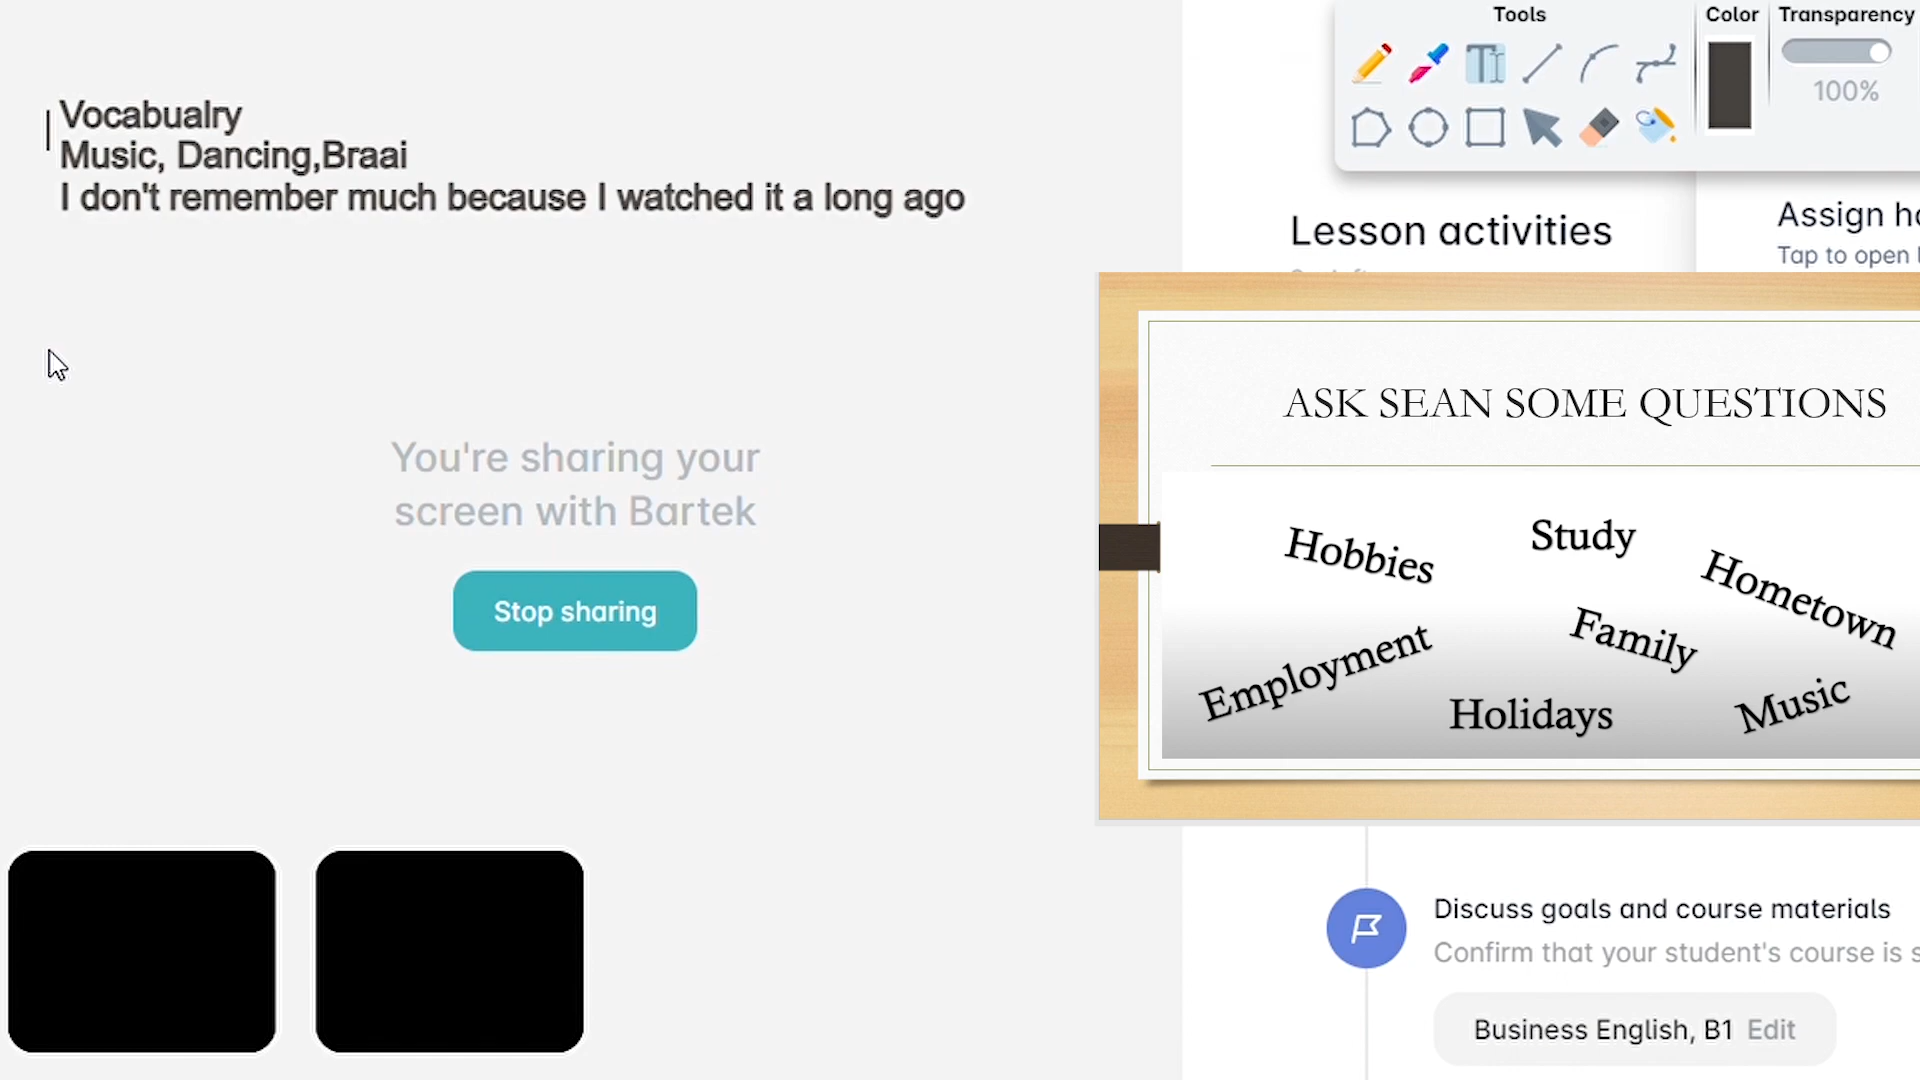 Vocabualry
Music, Dancing,Braai
I don't remember much because I watched it a long ago
You're sharing your
screen with Bartek
Stop sharing
Tools
Color
Transparency
100%
Lesson activities
Assign
Tap to open
ASK SEAN SOME QUESTIONS
Hobbies
Study
Hometown
Family
Employment
Holidays
Music
Discuss goals and course materials
Confirm that your student's course is
Business English, B1 Edit